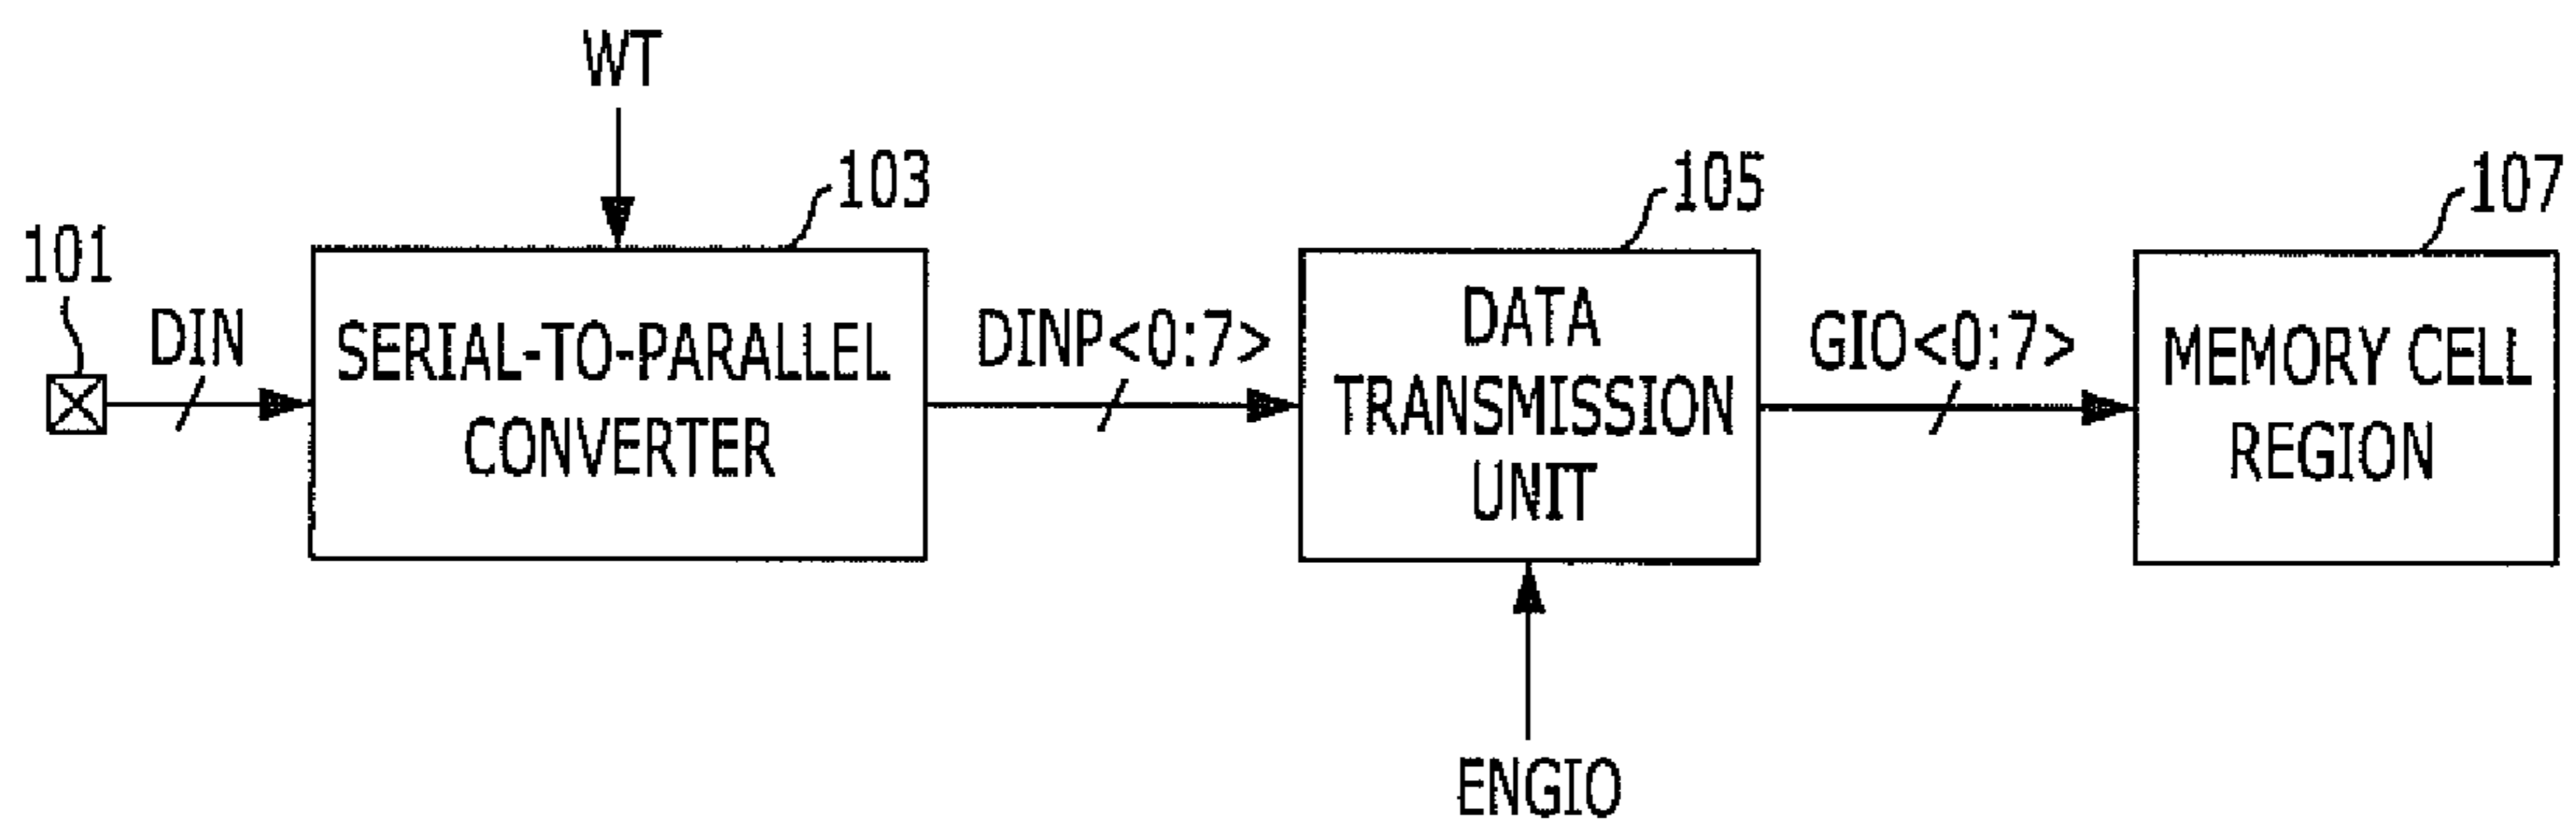 WT
103
105
107
101
DIN
SERIAL-TO-PARALLEL
CONVERTER
DINP<0:7>
DATA
TRANSMISSION
UNIT
GIO<0:7>
MEMORY CELL
REGION
ENGIO